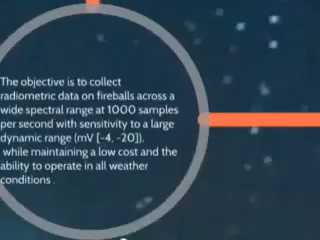 The objective is to collect
radiometric data on fireballs across a
wide spectral range at 1000 samples
per second with sensitivity to a large
dynamic range (mV [-4, -20]),
while maintaining a low cost and the
ability to operate in all weather
conditions .